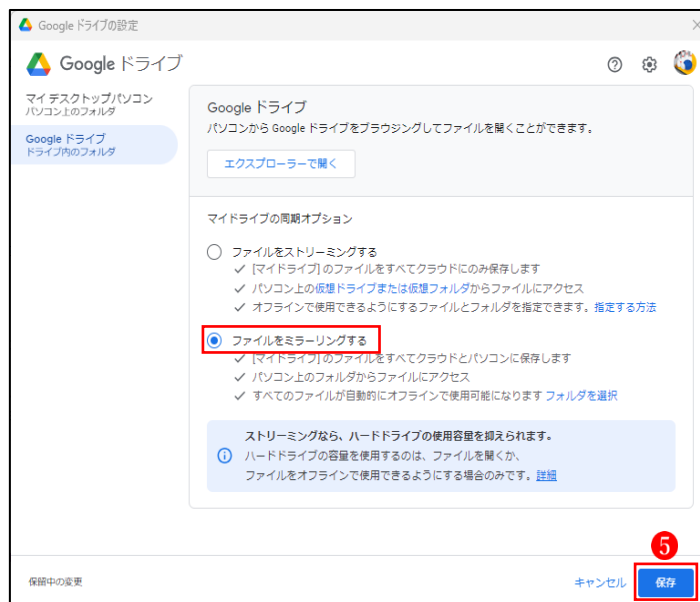 Google ドライブの設定
Google ドライブ
マイ デスクトップパソコン
パソコン上のフォルダ
Google ドライブ
ドライブ内のフォルダ
Google ドライブ
パソコンから Google ドライブをブラウジングしてファイルを開くことができます。
エクスプローラーで開く
マイドライブの同期オプション
ファイルをストリーミングする
[マイドライブ] のファイルをすべてクラウドにのみ保存します
パソコン上の仮想ドライブまたは仮想フォルダからファイルにアクセス
オフラインで使用できるようにするファイルとフォルダを指定できます。指定する方法
ファイルをミラーリングする
[マイドライブ] のファイルをすべてクラウドとパソコンに保存します
パソコン上のフォルダからファイルにアクセス
すべてのファイルが自動的にオフラインで使用可能になります フォルダを選択
ストリーミングなら、ハードドライブの使用容量を抑えられます。
ハードドライブの容量を使用するのは、ファイルを開くか、
ファイルをオフラインで使用できるようにする場合のみです。詳細
5
保留中の変更
キャンセル
保存